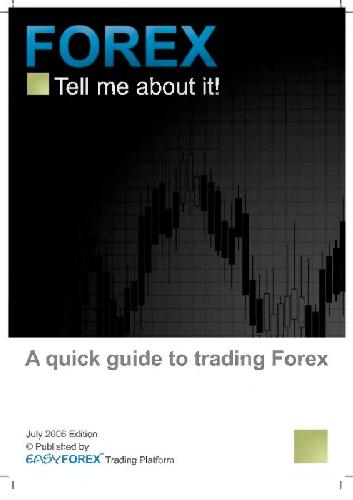 FOREX
Tell me about it!
A quick guide to trading Forex
July 2006 Edition
© Published by
EASYFOREX™ Trading Platform